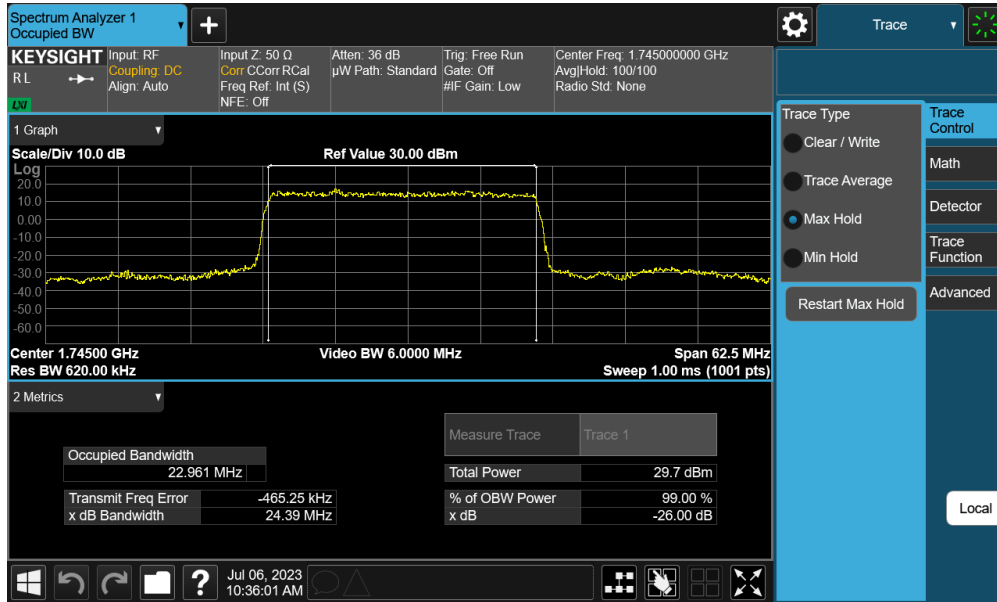 Spectrum Analyzer 1
Occupied BW
+
Trace
KEYSIGHT
R L
LXI
Input: RF
Coupling: DC
Align: Auto
Input Z: 50 Ω
Corr CCorr RCal
Freq Ref: Int (S)
NFE: Off
Atten: 36 dB
µW Path: Standard
Trig: Free Run
Gate: Off
#IF Gain: Low
Center Freq: 1.745000000 GHz
Avg|Hold: 100/100
Radio Std: None
1 Graph
Scale/Div 10.0 dB
Ref Value 30.00 dBm
Log
20.0
10.0
0.00
-10.0
-20.0
-30.0
-40.0
-50.0
-60.0
Center 1.74500 GHz
Video BW 6.0000 MHz
Span 62.5 MHz
Res BW 620.00 kHz
Sweep 1.00 ms (1001 pts)
2 Metrics
Measure Trace
Trace 1
Occupied Bandwidth
22.961 MHz
Total Power
29.7 dBm
Transmit Freq Error
-465.25 kHz
% of OBW Power
99.00 %
x dB Bandwidth
24.39 MHz
x dB
-26.00 dB
Trace Type
Clear / Write
Trace Average
Max Hold
Min Hold
Restart Max Hold
Trace
Control
Math
Detector
Trace
Function
Advanced
Local
?
Jul 06, 2023
10:36:01 AM